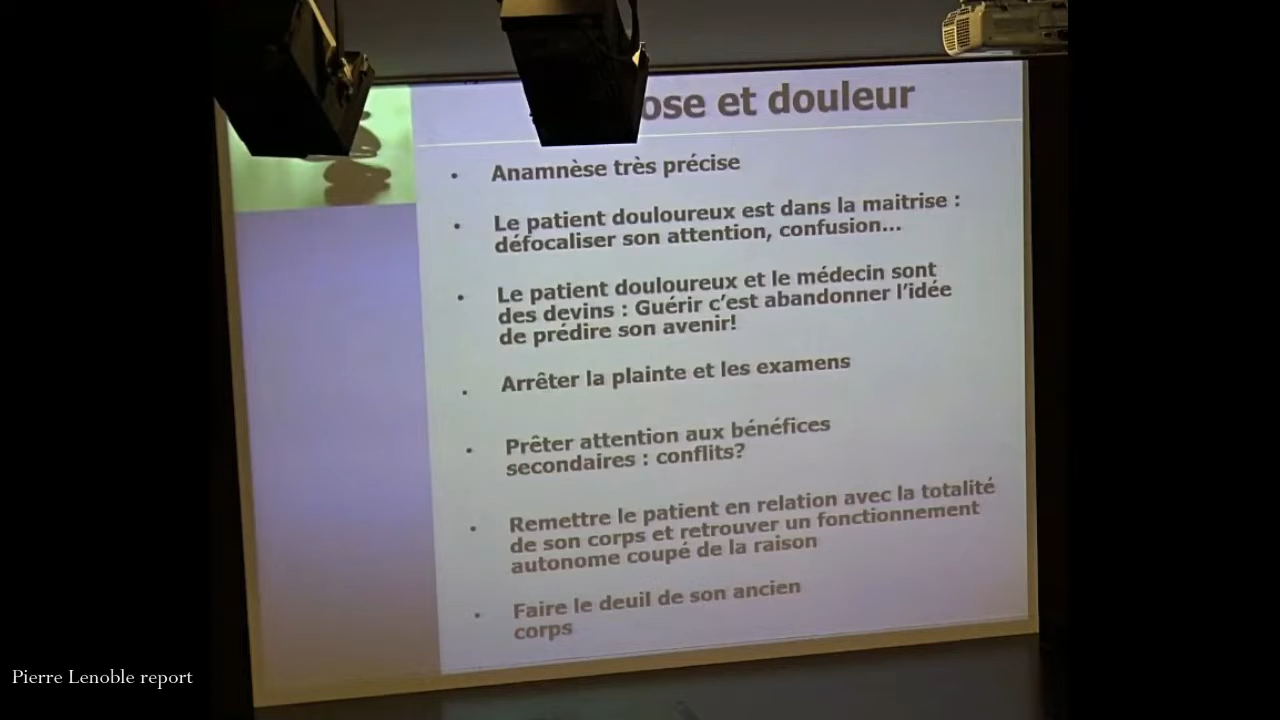 et douleur
Anamnèse très précise
Le patient douloureux est dans la maitrise :
défocaliser son attention, confusion...
Le patient douloureux et le médecin sont
des devins : Guérir c’est abandonner l’idée
de prédire son avenir!
Arrêter la plainte et les examens
Prêter attention aux bénéfices
secondaires : conflits?
Remettre le patient en relation avec la totalité
de son corps et retrouver un fonctionnement
autonome coupé de la raison
Faire le deuil de son ancien
corps
Pierre Lenoble report